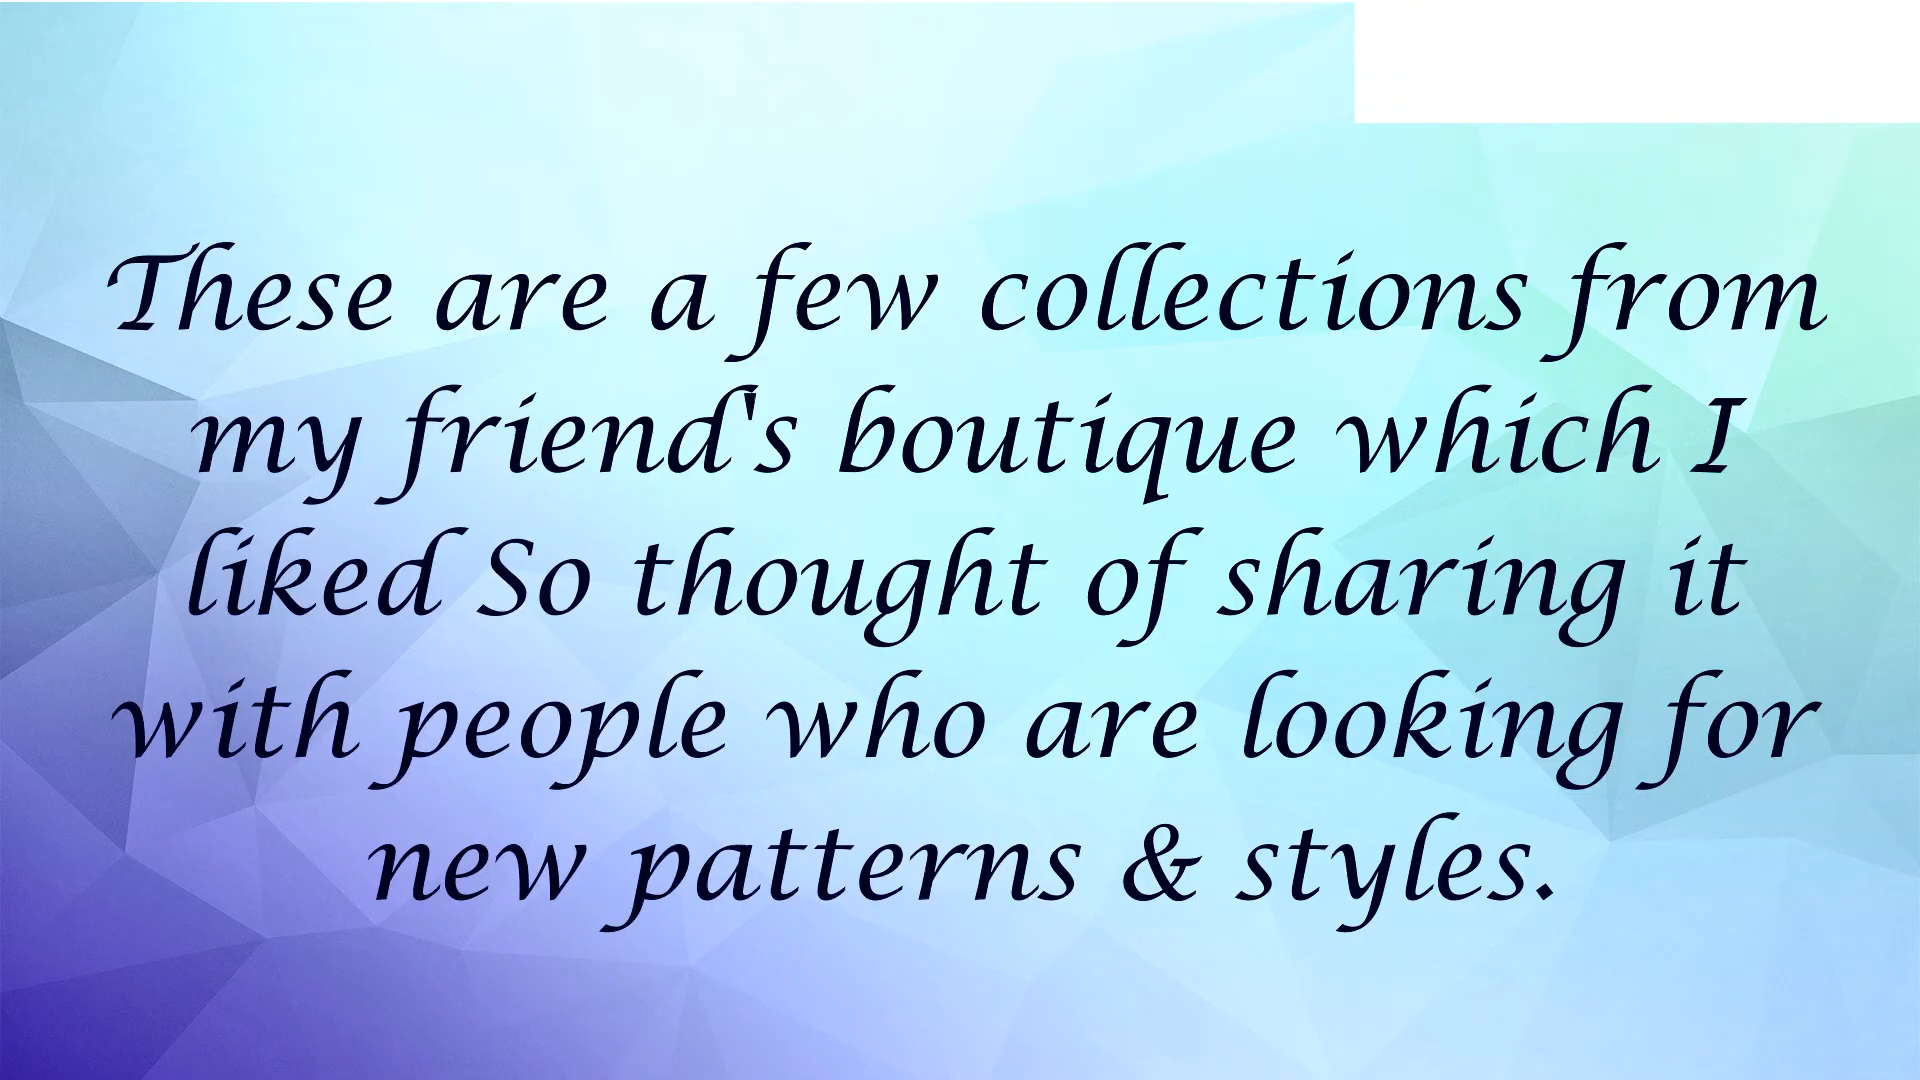 These are a few collections from
my friend's boutique which I
liked So thought of sharing it
with people who are looking for
new patterns & styles.